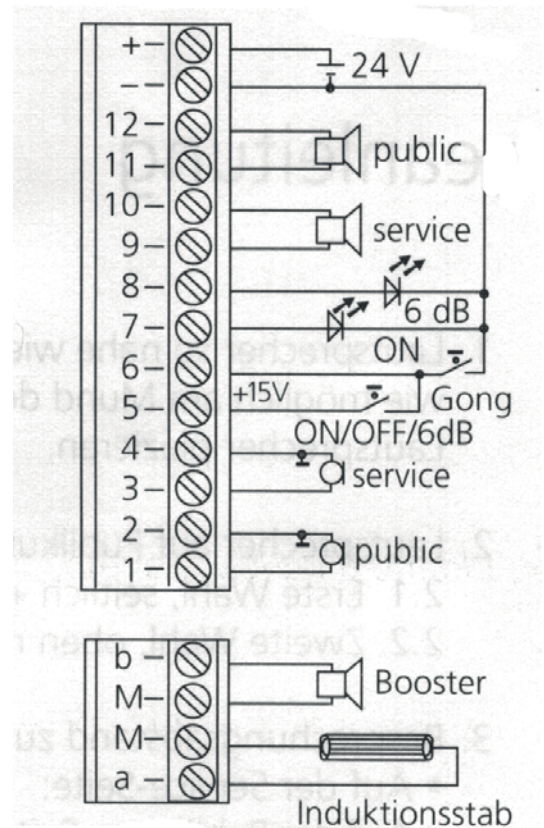 + –
– – 24 V
12 –
11 – public
10 –
9 – service
8 –
7 – 6 dB
ON
6 –
+15V
5 – Gong
ON/OFF/6dB
4 –
3 – service
2 –
1 – public
b –
M – Booster
M –
a –
Induktionsstab